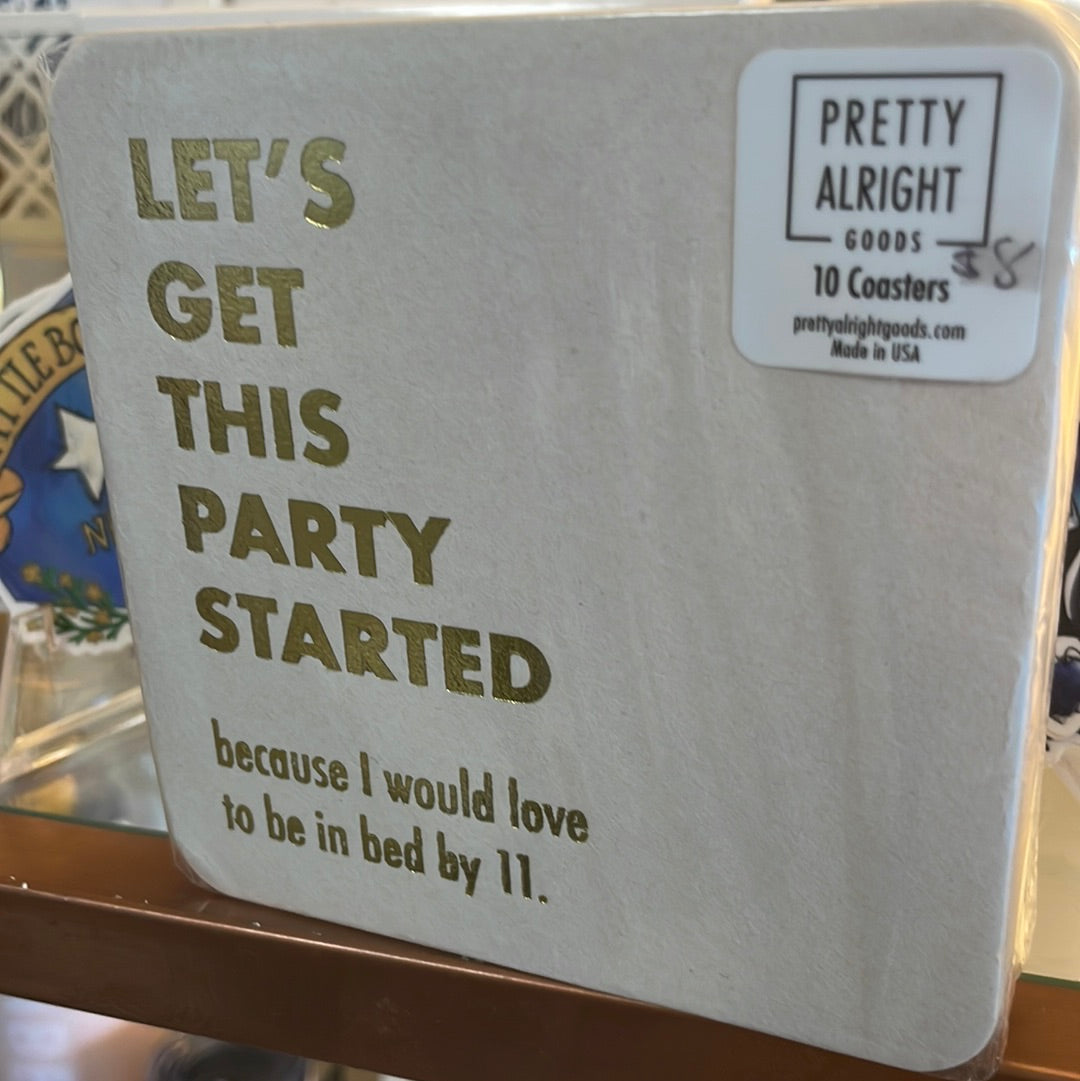 LET'S
GET
THIS
PARTY
STARTED
because I would love
to be in bed by 11.
PRETTY
ALRIGHT
GOODS
$8
10 Coasters
prettyalrightgoods.com
Made in USA